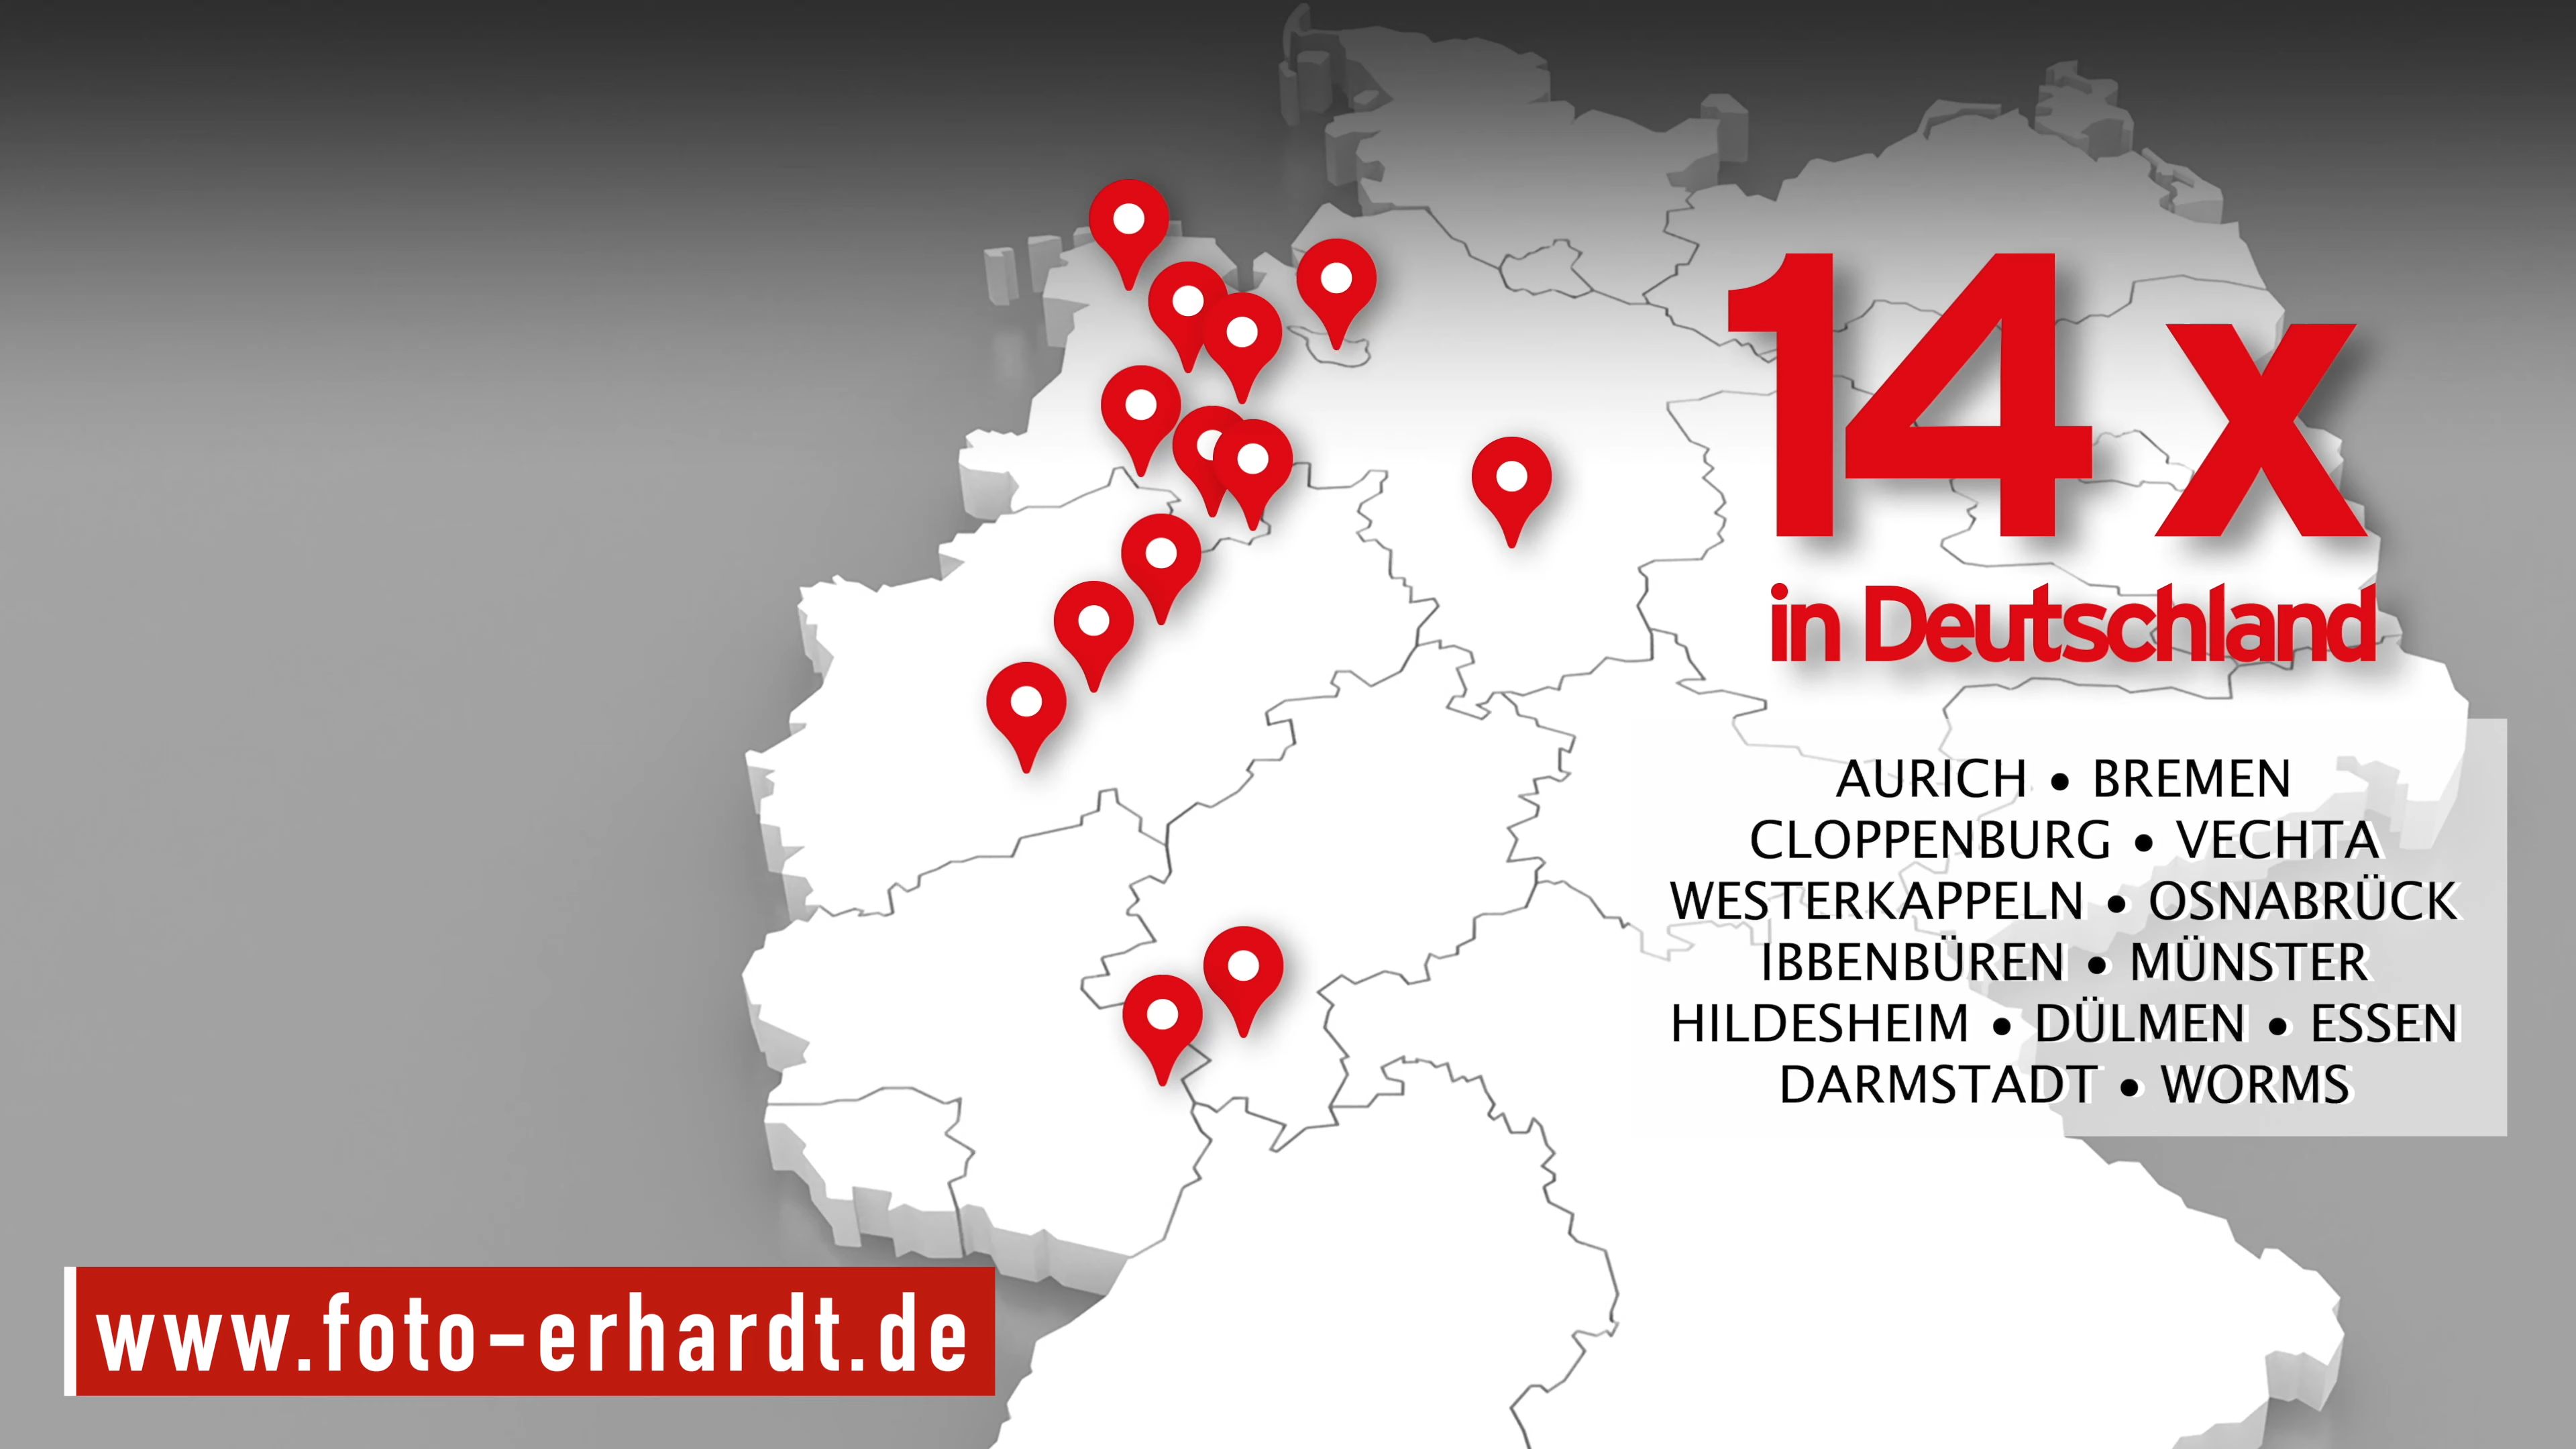 14 x
in Deutschland
AURICH • BREMEN
CLOPPENBURG • VECHTA
WESTERKAPPELN • OSNABRÜCK
IBBENBÜREN • MÜNSTER
HILDESHEIM • DÜLMEN • ESSEN
DARMSTADT • WORMS
www.foto-erhardt.de